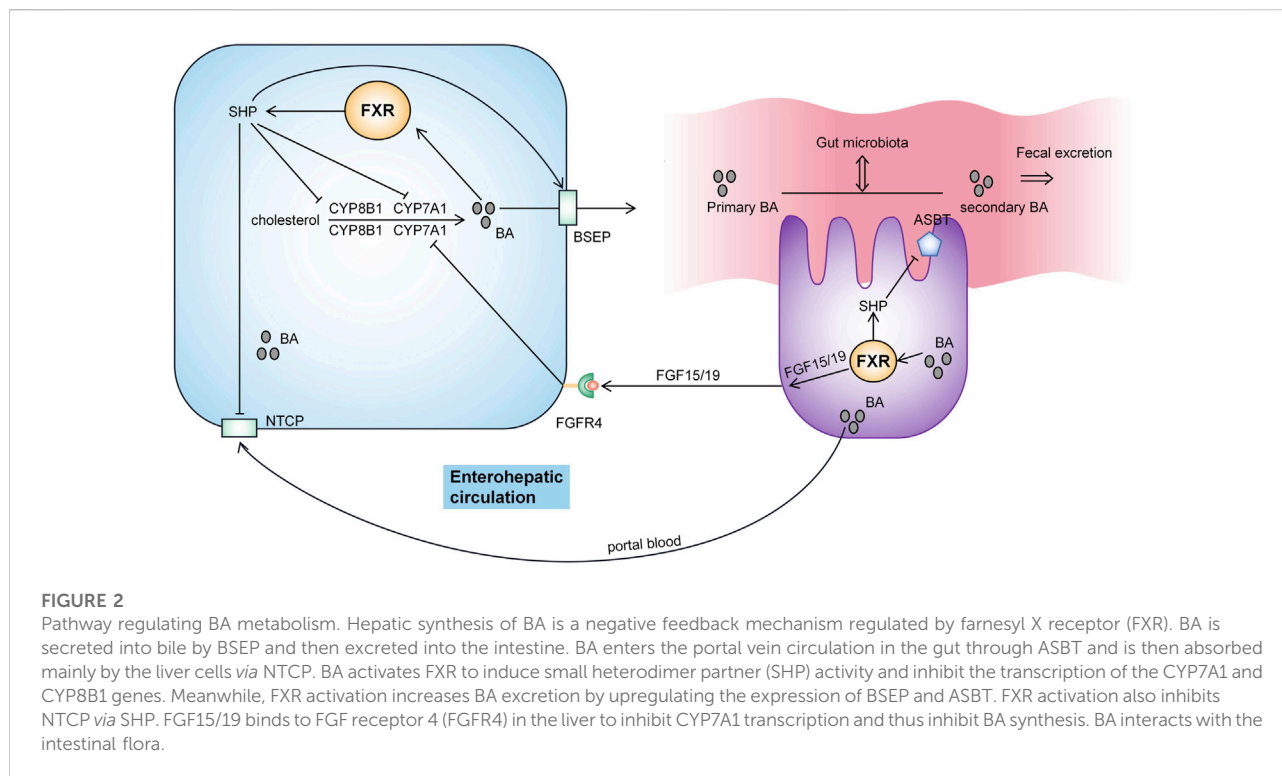 SHP
FXR
cholesterol
CYP8B1 CYP7A1
CYP8B1 CYP7A1
BA
BSEP
BA
NTCP
FGFR4
FGF15/19
Gut microbiota
Fecal excretion
Primary BA
secondary BA
ASBT
SHP
FXR
BA
FGF15/19
BA
Enterohepatic
circulation
portal blood
FIGURE 2
Pathway regulating BA metabolism. Hepatic synthesis of BA is a negative feedback mechanism regulated by farnesyl X receptor (FXR). BA is
secreted into bile by BSEP and then excreted into the intestine. BA enters the portal vein circulation in the gut through ASBT and is then absorbed
mainly by the liver cells via NTCP. BA activates FXR to induce small heterodimer partner (SHP) activity and inhibit the transcription of the CYP7A1 and
CYP8B1 genes. Meanwhile, FXR activation increases BA excretion by upregulating the expression of BSEP and ASBT. FXR activation also inhibits
NTCP via SHP. FGF15/19 binds to FGF receptor 4 (FGFR4) in the liver to inhibit CYP7A1 transcription and thus inhibit BA synthesis. BA interacts with the
intestinal flora.